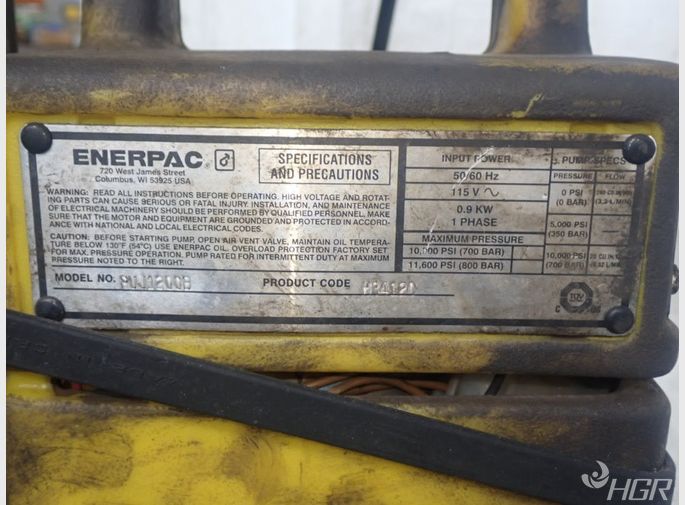 ENERPAC
720 West James Street
Columbus, WI 53925 USA
SPECIFICATIONS
AND PRECAUTIONS
WARNING: READ ALL INSTRUCTIONS BEFORE OPERATING. HIGH VOLTAGE AND ROTAT-
ING PARTS CAN CAUSE SERIOUS OR FATAL INJURY. INSTALLATION, AND MAINTENANCE
OF ELECTRICAL MACHINERY SHOULD BE PERFORMED BY QUALIFIED PERSONNEL. MAKE
SURE THAT THE MOTOR AND EQUIPMENT ARE GROUNDED AND PROTECTED IN ACCORD-
ANCE WITH NATIONAL AND LOCAL ELECTRICAL CODES.
CAUTION: BEFORE STARTING PUMP, OPEN AIR VENT VALVE, MAINTAIN OIL, TEMPERA-
TURE BELOW 130°F (54°C) USE ENERPAC OIL. OVERLOAD PROTECTION FACTORY SET
FOR MAX. PRESSURE OPERATION. PUMP RATED FOR INTERMITTENT DUTY AT MAXIMUM
PRESSURE NOTED TO THE RIGHT.
MODEL NO. PUJ1200B
PRODUCT CODE
INPUT POWER
50/60 Hz
115 V ~
0.9 KW
1 PHASE
MAXIMUM PRESSURE
10,000 PSI (700 BAR)
11,600 PSI (800 BAR)
PUMP SPECS
PRESSURE FLOW
0 PSI
(0 BAR)
5,000 PSI
(350 BAR)
10,000 PSI
(700 BAR)
TÜV
C
HGR